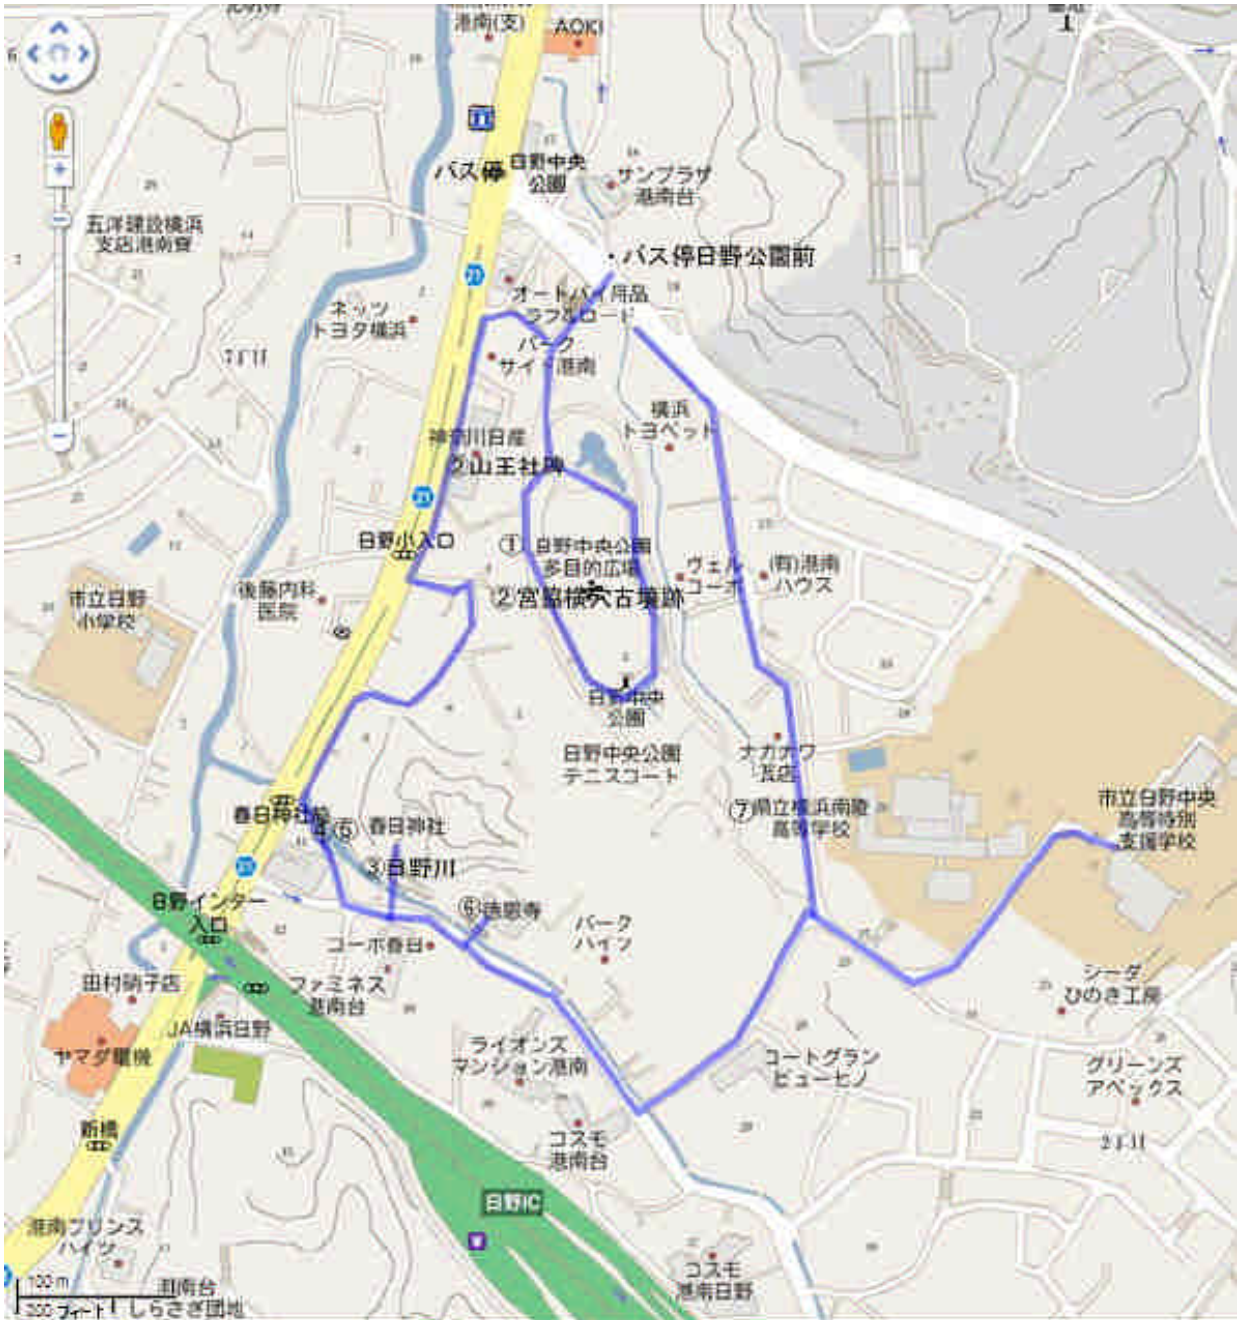 港南(支)
AOKI
バス停
日野中央
公園
サンプラザ
港南台
五洋建設横浜
支店港南寮
バス停日野公園前
21
オートバイ用品
ラフ&ロード
ネッツ
トヨタ横浜
パーク
サイト港南
7丁目
横浜
トヨペット
神奈川日産
②山王社碑
21
日野小入口
①
日野中央公園
多目的広場
ヴェル
コーポ
(有)港南
ハウス
後藤内科
医院
②宮脇横穴古墳跡
市立日野
小学校
日野中央
公園
日野中央公園
テニスコート
⑦県立横浜南陵
高等学校
市立日野中央
高等特別
支援学校
④⑤
春日神社
③日野川
21
日野インター
入口
⑥徳恩寺
パーク
ハイツ
コーポ春日
ファミネス
港南台
田村硝子店
シーダ
ひのき工房
JA横浜日野
ヤマダ電機
ライオンズ
マンション港南
コートグラン
ビューヒノ
グリーンズ
アペックス
新橋
コスモ
港南台
2丁目
日野IC
港南プリンス
ハイツ
コスモ
港南日野
100 m
港南台
フィート
しらさぎ団地